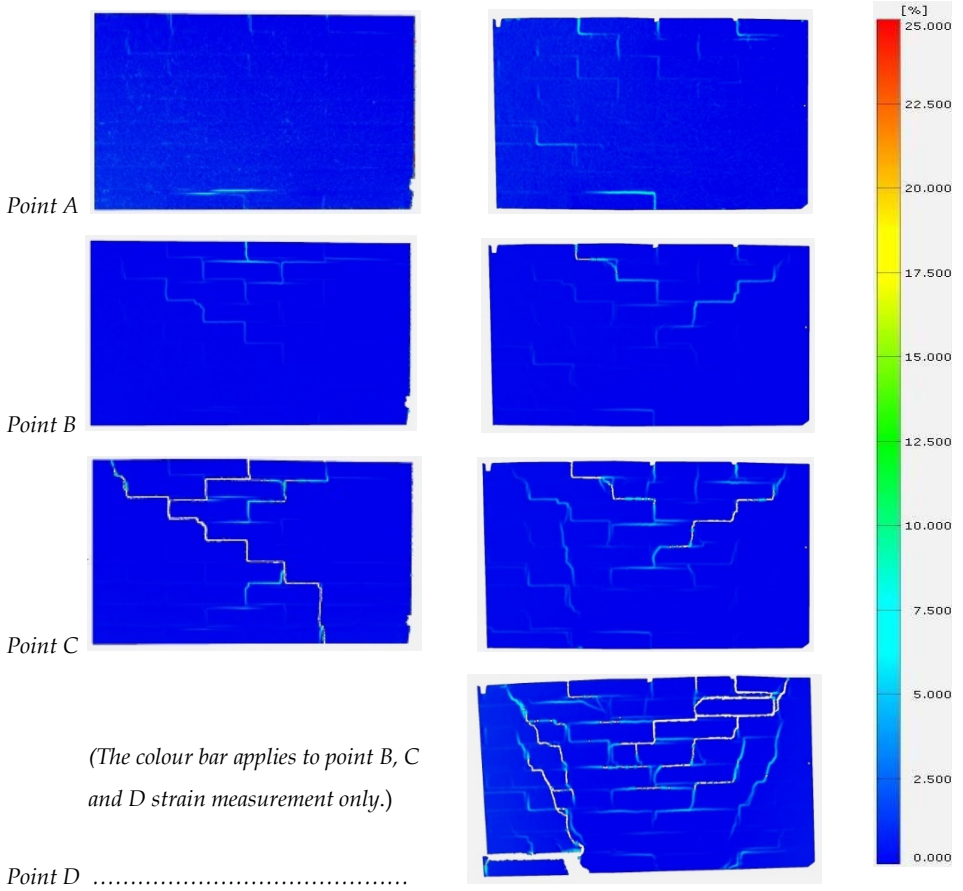 [%]
25.000
22.500
20.000
17.500
15.000
12.500
10.000
7.500
5.000
2.500
0.000
Point A
Point B
Point C
(The colour bar applies to point B, C
and D strain measurement only.)
Point D ..........................................